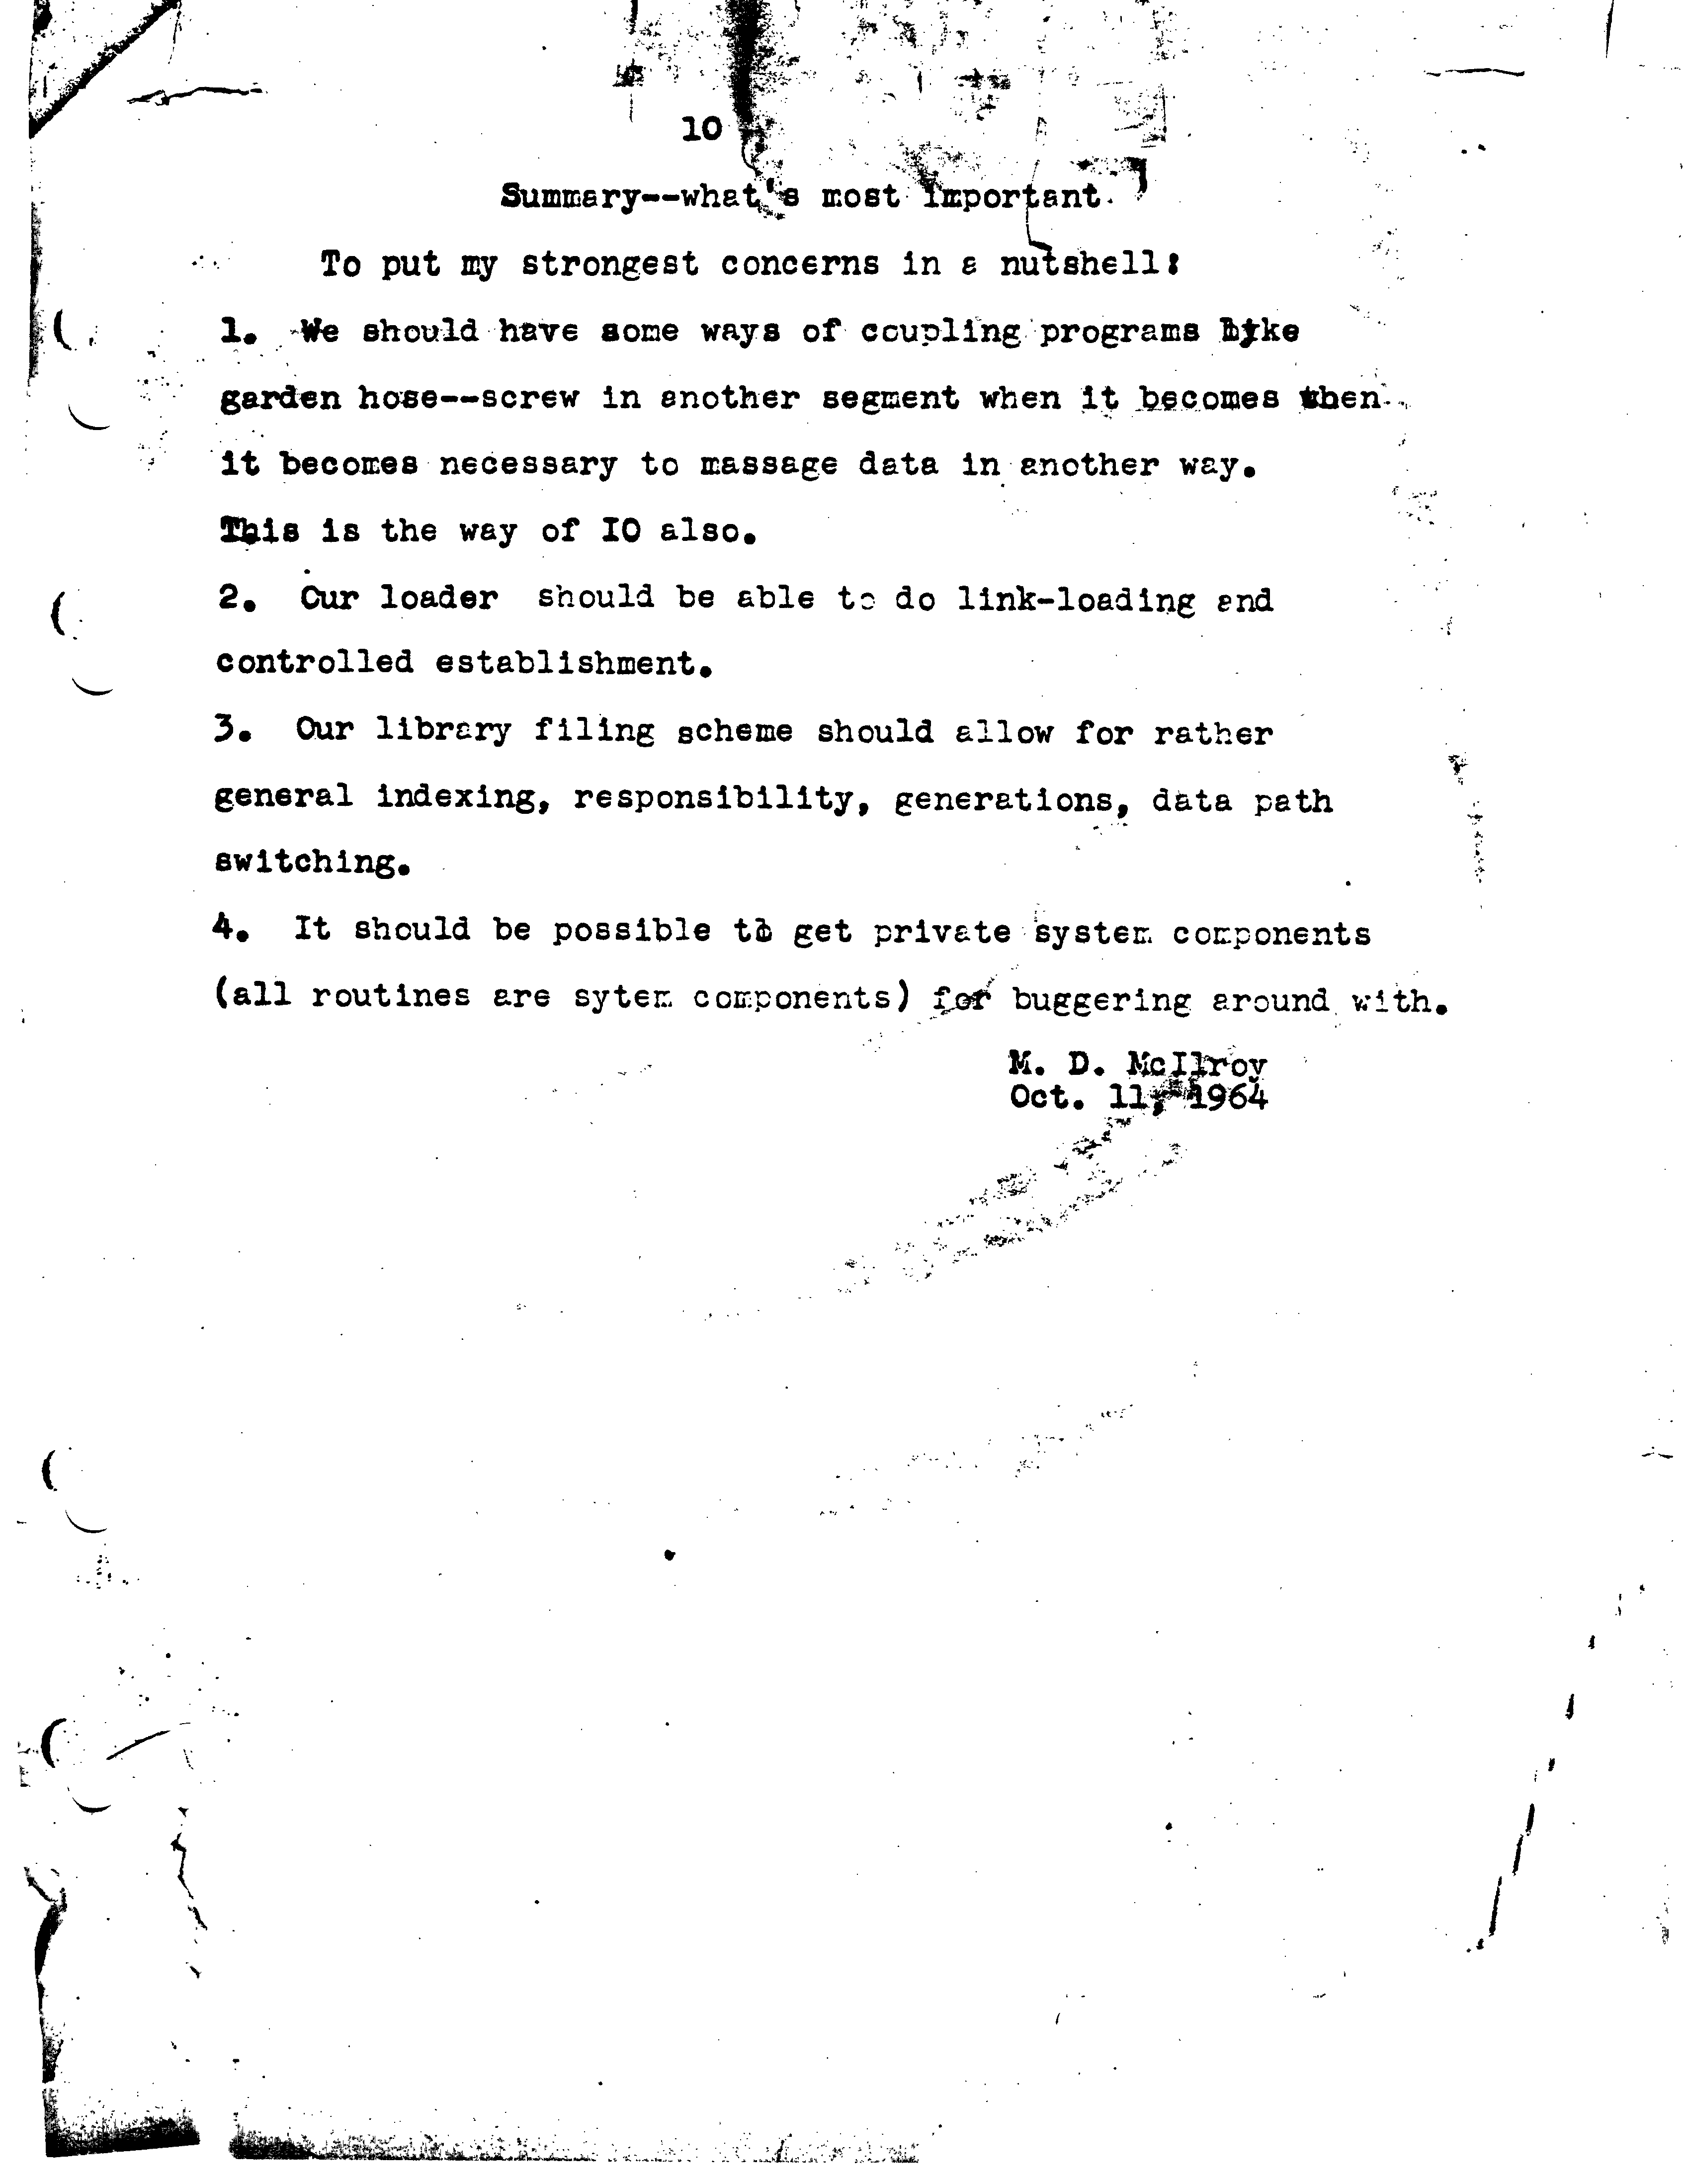 10
Summary--what's most important.
To put my strongest concerns in a nutshell:
1. We should have some ways of coupling programs like
garden hose--screw in another segment when it becomes when
it becomes necessary to massage data in another way.
This is the way of IO also.
2. Our loader should be able to do link-loading and
controlled establishment.
3. Our library filing scheme should allow for rather
general indexing, responsibility, generations, data path
switching.
4. It should be possible to get private system components
(all routines are sytem components) for buggering around with.
M. D. McIlroy
Oct. 11, 1964